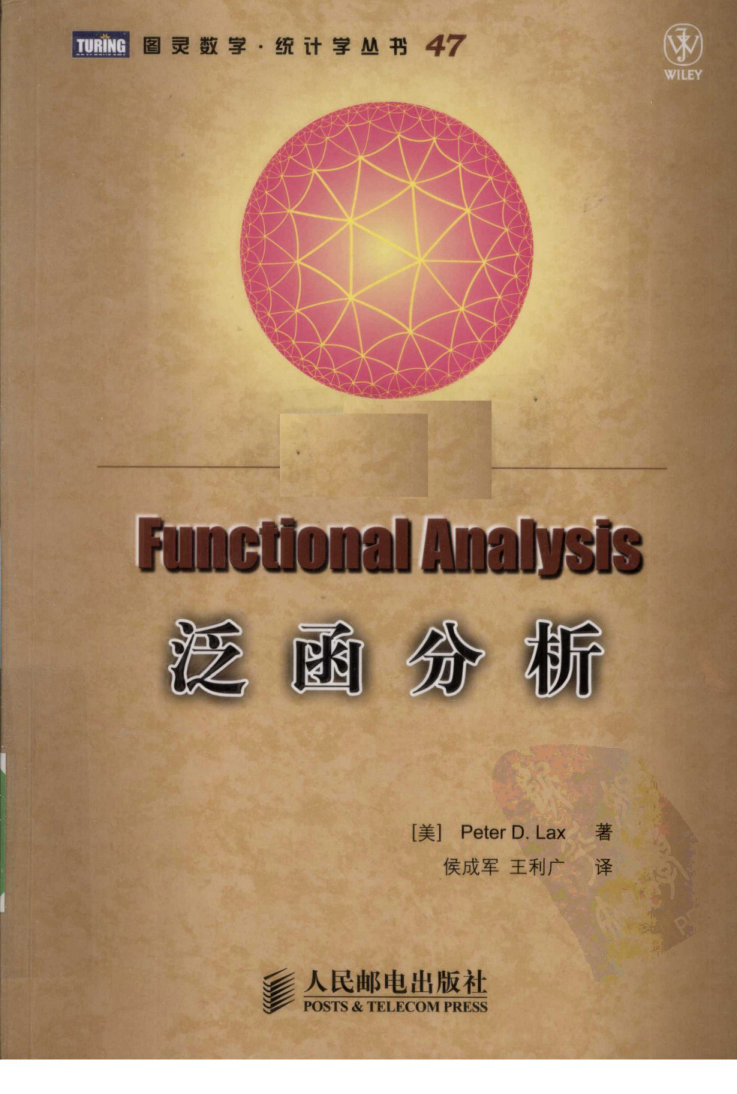 TURING 图灵数学·统计学丛书 47
WILEY
Functional Analysis
泛函分析
[美] Peter D. Lax 著
侯成军 王利广 译
人民邮电出版社
POSTS & TELECOM PRESS